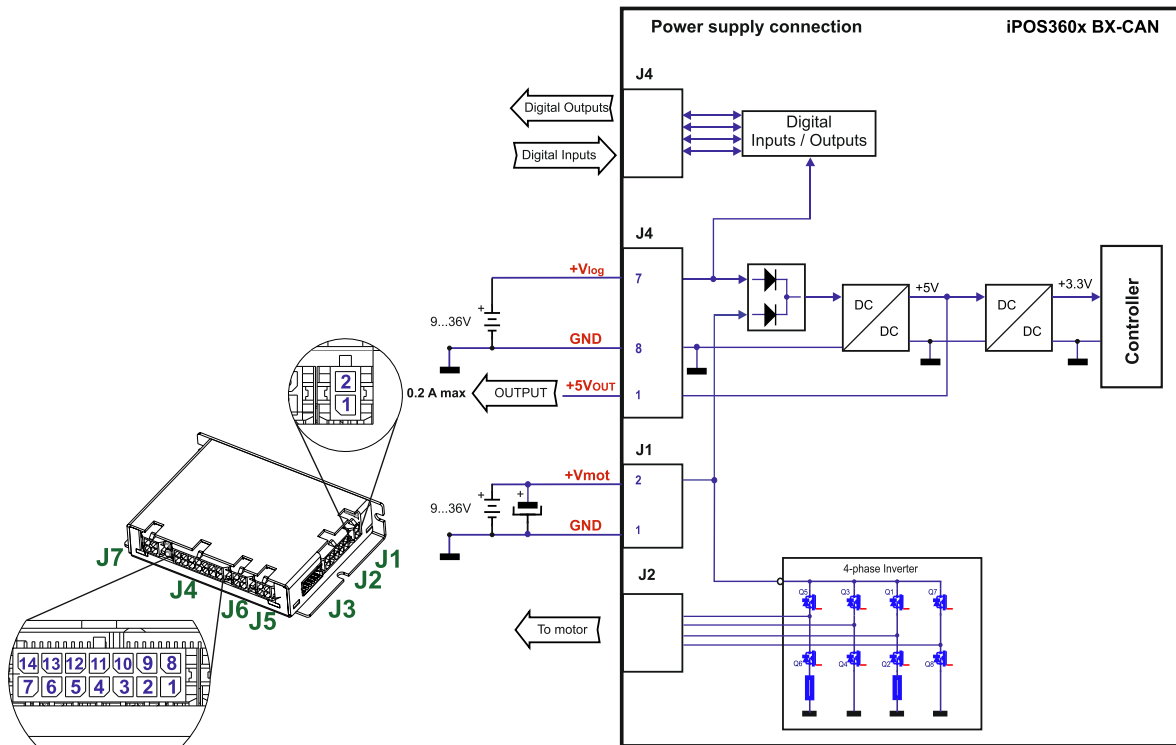 Power supply connection
iPOS360x BX-CAN
J4
Digital Outputs
Digital Inputs
Digital
Inputs / Outputs
J4
+Vlog
7
+
9...36V
GND
8
0.2 A max
OUTPUT
+5VOUT
1
DC
DC
+5V
DC
DC
+3.3V
Controller
J1
+Vmot
2
+
+
9...36V
GND
1
J2
To motor
4-phase Inverter
Q5
Q3
Q1
Q7
Q6
Q4
Q2
Q8
2
1
J7
J4
J6
J5
J3
J2
J1
14 13 12 11 10 9 8
7 6 5 4 3 2 1